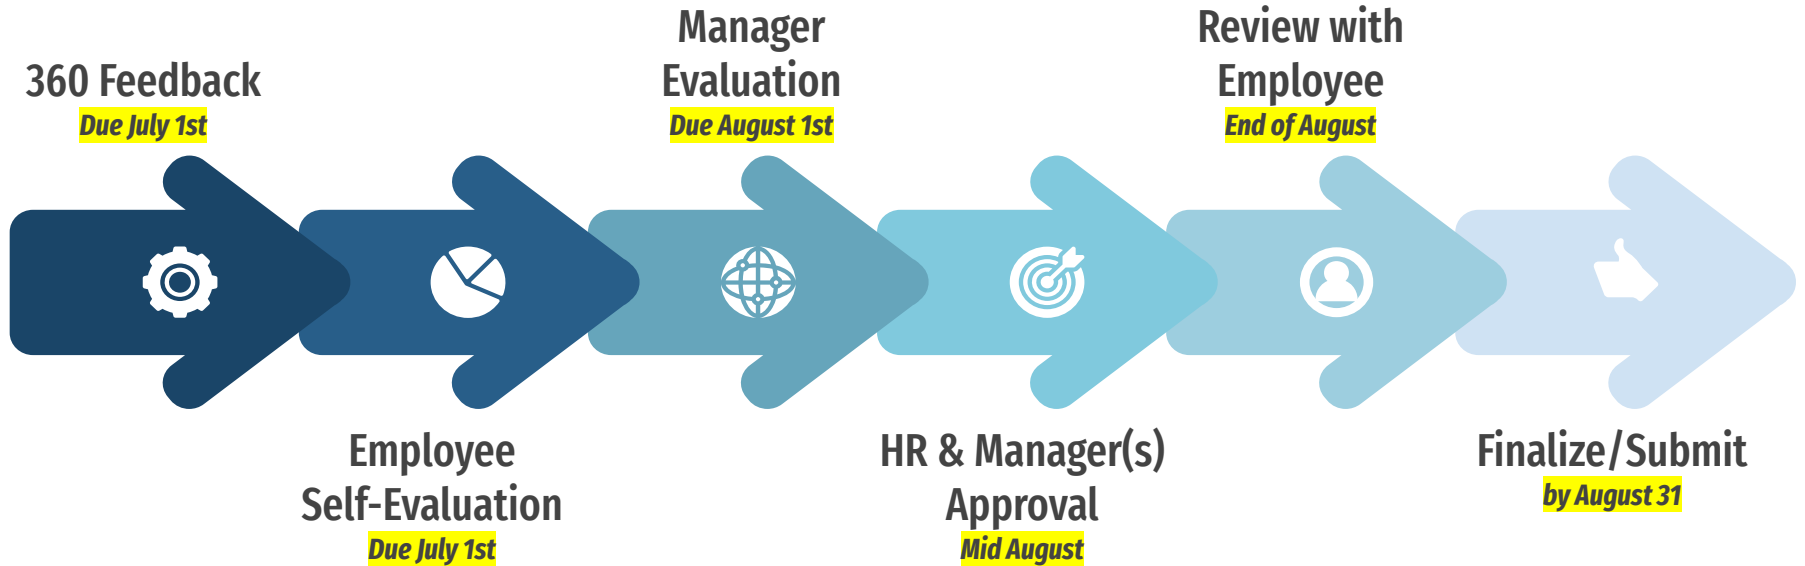 360 Feedback
Due July 1st
Employee
Self-Evaluation
Due July 1st
Manager
Evaluation
Due August 1st
HR & Manager(s)
Approval
Mid August
Review with
Employee
End of August
Finalize/Submit
by August 31